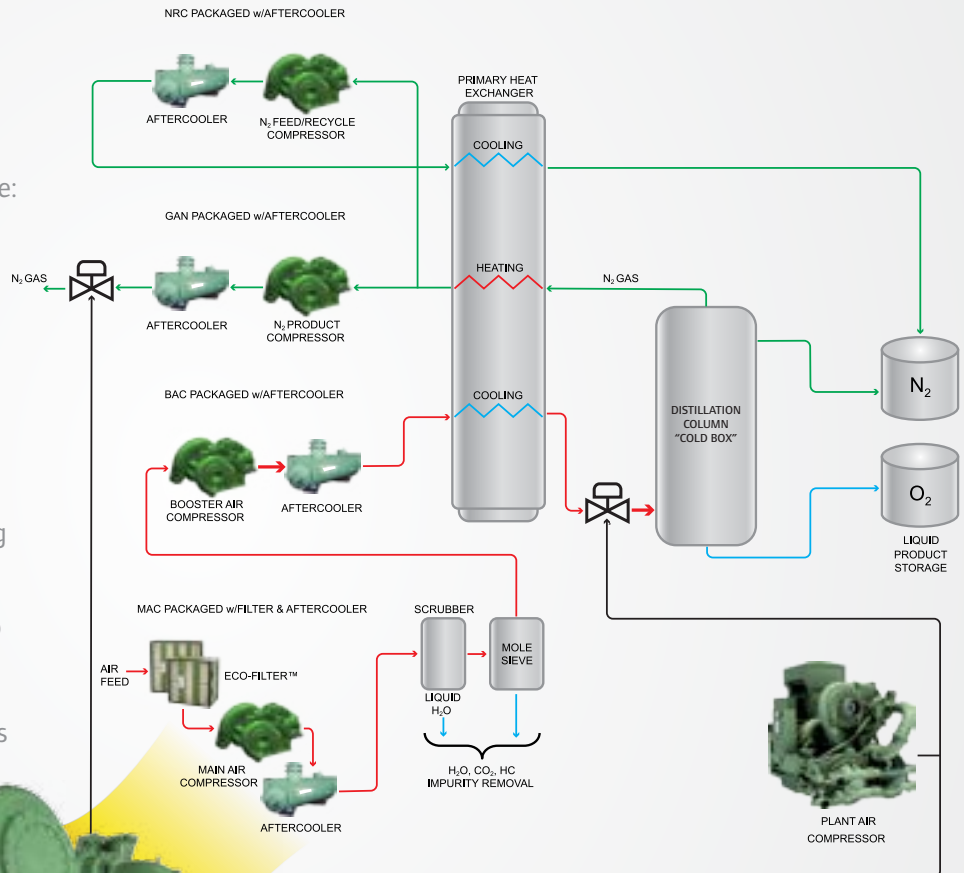 NRC PACKAGED w/AFTERCOOLER
AFTERCOOLER
N₂ FEED/RECYCLE
COMPRESSOR
PRIMARY HEAT
EXCHANGER
COOLING
e:
GAN PACKAGED w/AFTERCOOLER
N₂ GAS
AFTERCOOLER
N₂ PRODUCT
COMPRESSOR
HEATING
N₂ GAS
BAC PACKAGED w/AFTERCOOLER
BOOSTER AIR
COMPRESSOR
AFTERCOOLER
COOLING
DISTILLATION
COLUMN
"COLD BOX"
N₂
O₂
LIQUID
PRODUCT
STORAGE
g
MAC PACKAGED w/FILTER & AFTERCOOLER
AIR
FEED
ECO-FILTER™
MAIN AIR
COMPRESSOR
AFTERCOOLER
SCRUBBER
LIQUID
H₂O
MOLE
SIEVE
H₂O, CO₂, HC
IMPURITY REMOVAL
s
PLANT AIR
COMPRESSOR